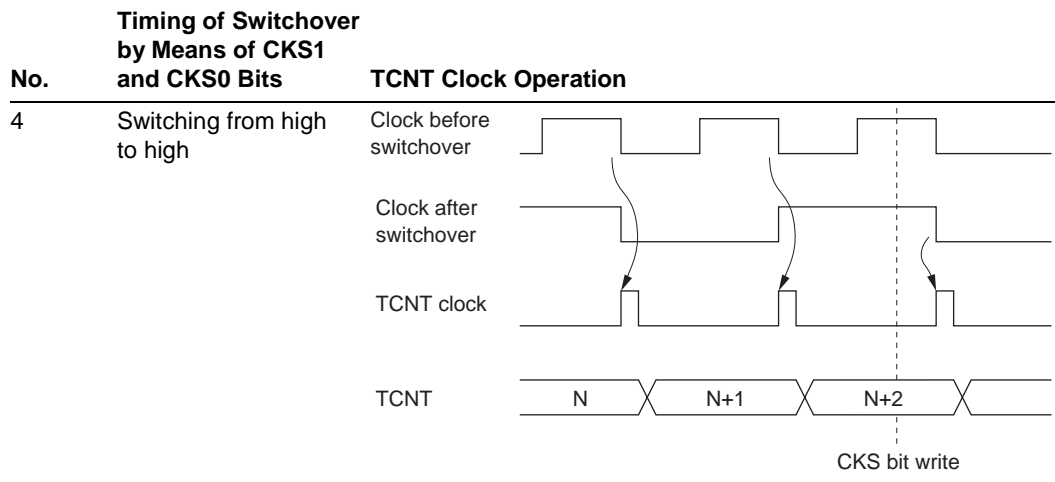 No.
Timing of Switchover
by Means of CKS1
and CKS0 Bits
TCNT Clock Operation
4
Switching from high
to high
Clock before
switchover
Clock after
switchover
TCNT clock
TCNT
N
N+1
N+2
CKS bit write